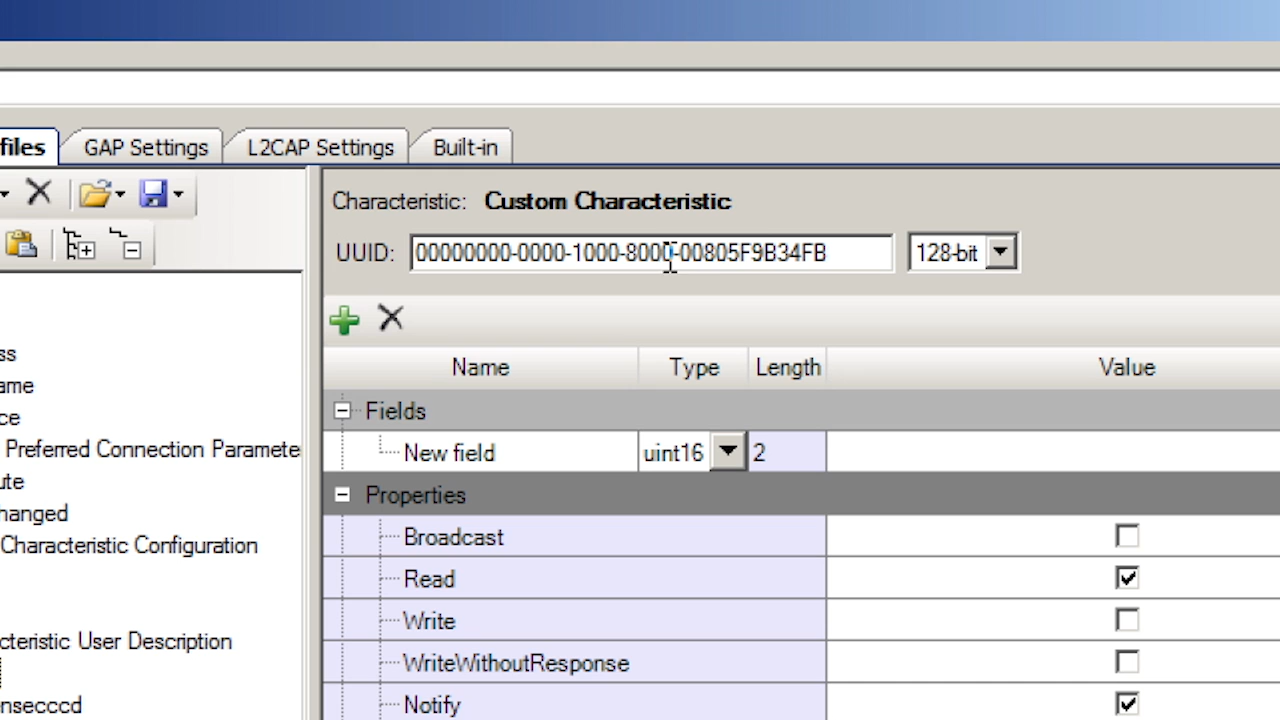 files GAP Settings L2CAP Settings Built-in
Characteristic: Custom Characteristic
UUID: 00000000-0000-1000-8000-00805F9B34FB 128-bit
Name Type Length Value
Fields
New field uint16 2
Properties
Broadcast
Read
Write
WriteWithoutResponse
Notify
ss
ame
ce
Preferred Connection Paramete
ute
hanged
Characteristic Configuration
cteristic User Description
nsecccd